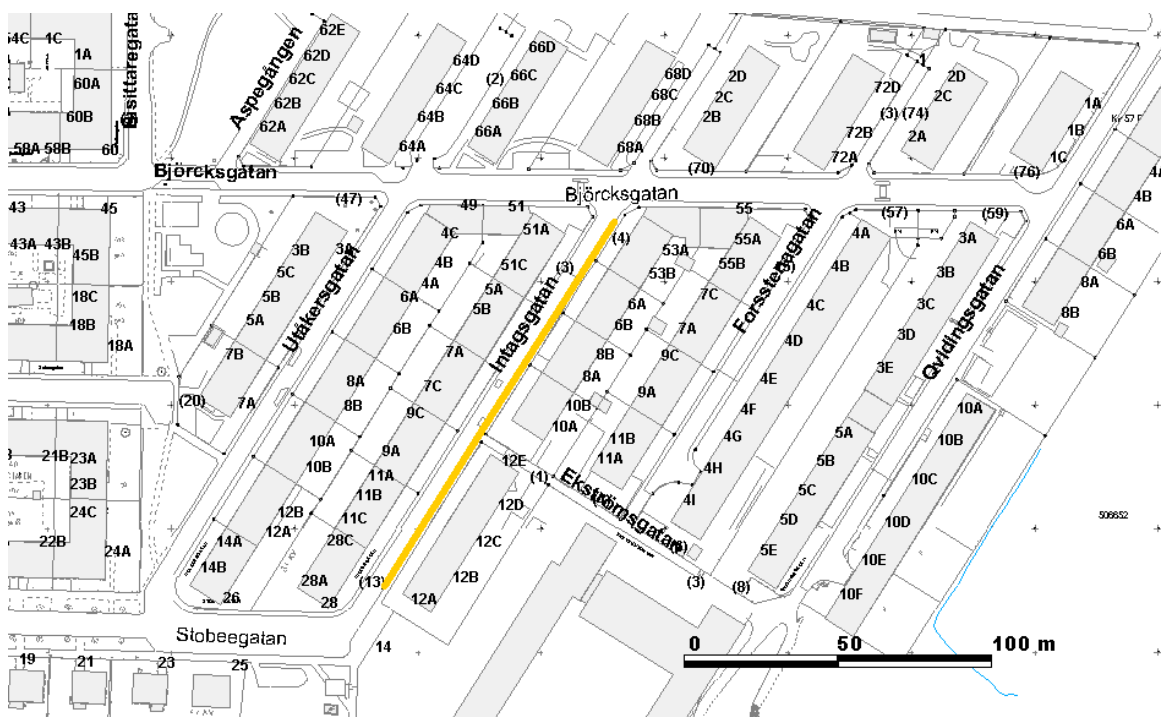 54C
1C
1A
60A
60B
58A
58B
60
62E
62D
62C
62B
62A
Aspegången
64D
64C
64B
64A
(2)
66D
66C
66B
66A
68D
68C
68B
68A
2D
2C
2B
(70)
72D
(3)
(74)
72B
72A
1
2D
2C
2A
1A
1B
1C
(76)
4A
4B
6A
6B
8A
8B
Björcksgatan
(47)
Björcksgatan
43
45
43A
43B
45B
18C
18B
18A
3B
3A
5C
5B
5A
7B
7A
(20)
Utåkersgatan
49
51
4C
51A
4B
51C
4A
5A
6A
5B
6B
7A
8A
7C
8B
9C
10A
9A
10B
11A
11B
12B
11C
12A
28C
14A
14B
28A
26
28
(13)
Intagsgatan
(3)
(4)
53A
53B
55
55A
55B
6A
7C
6B
7A
8B
9C
8A
9A
10B
10A
11B
11A
Forsstenagatan
(57)
4A
4B
4C
4D
4E
4F
4G
4H
4I
(59)
3A
3B
3C
3D
3E
5A
5B
5C
5D
5E
Qvidingsgatan
10A
10B
10C
10D
10E
10F
12E
(1)
12D
12C
12B
12A
Ekströmsgatan
(3)
(8)
21B
23A
23B
24C
22B
24A
Stobeegatan
14
19
21
23
25
506652
0
50
100 m